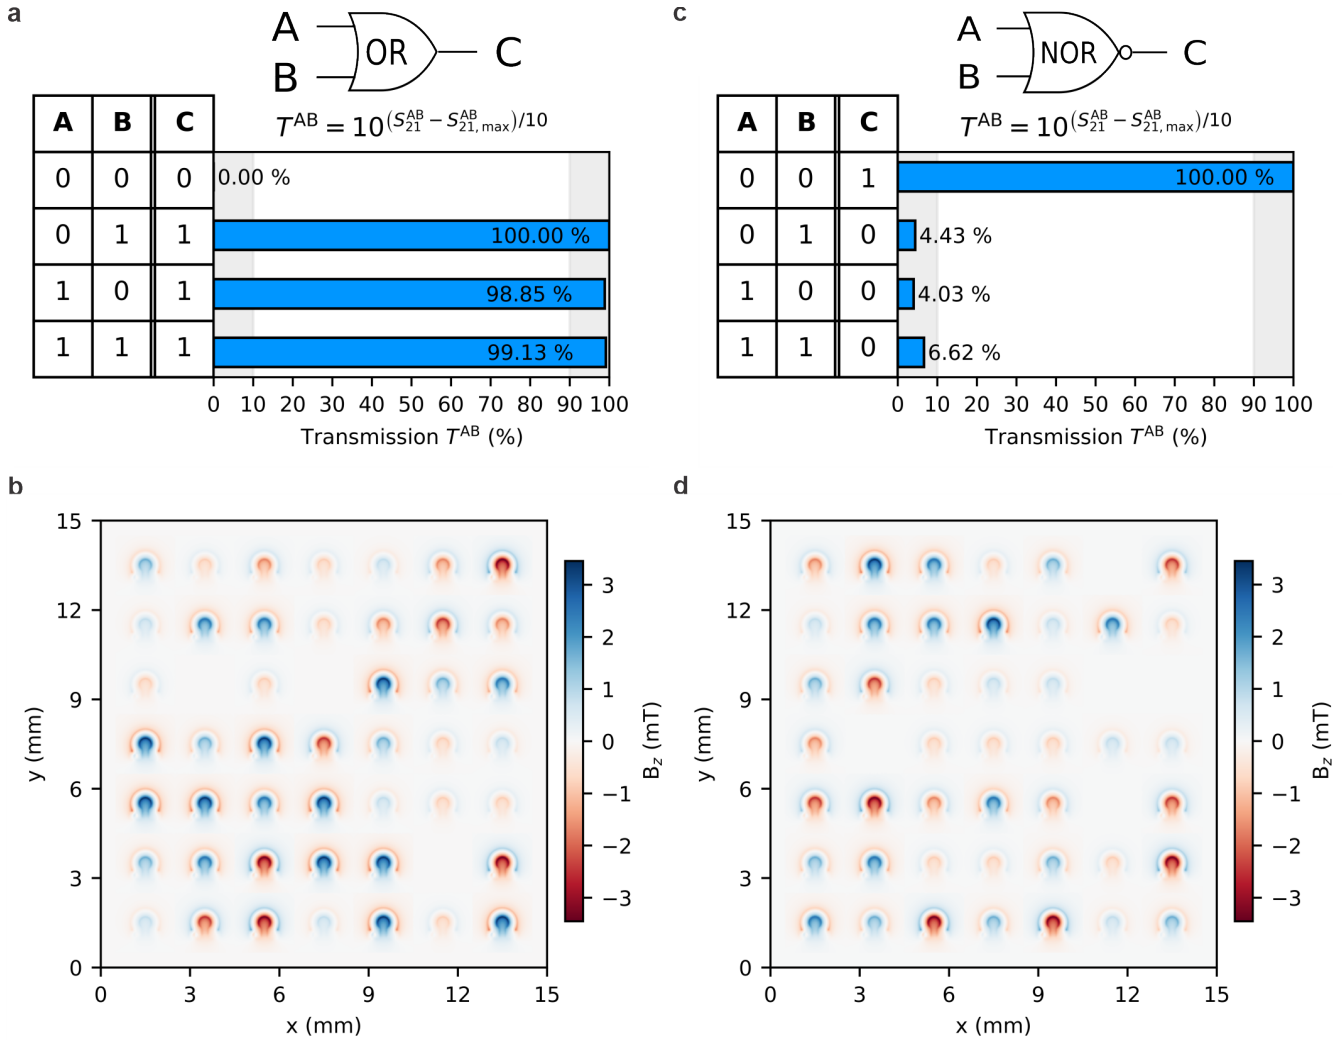 a
A
B
OR
C
T^AB = 10^(S_21^AB − S_21,max^AB)/10
A B C
0 0 0 0.00 %
0 1 1 100.00 %
1 0 1 98.85 %
1 1 1 99.13 %
0 10 20 30 40 50 60 70 80 90 100
Transmission T^AB (%)
c
A
B
NOR
C
T^AB = 10^(S_21^AB − S_21,max^AB)/10
A B C
0 0 1 100.00 %
0 1 0 4.43 %
1 0 0 4.03 %
1 1 0 6.62 %
0 10 20 30 40 50 60 70 80 90 100
Transmission T^AB (%)
b
15
12
9
6
3
0
y (mm)
0 3 6 9 12 15
x (mm)
3
2
1
0
−1
−2
−3
B_z (mT)
d
15
12
9
6
3
0
y (mm)
0 3 6 9 12 15
x (mm)
3
2
1
0
−1
−2
−3
B_z (mT)